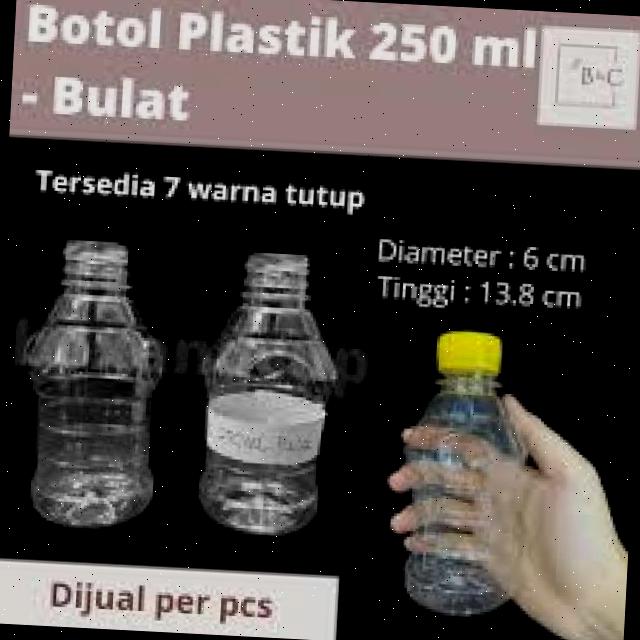 Botol Plastik 250 ml
- Bulat
B&C
Tersedia 7 warna tutup
Diameter : 6 cm
Tinggi : 13.8 cm
Dijual per pcs